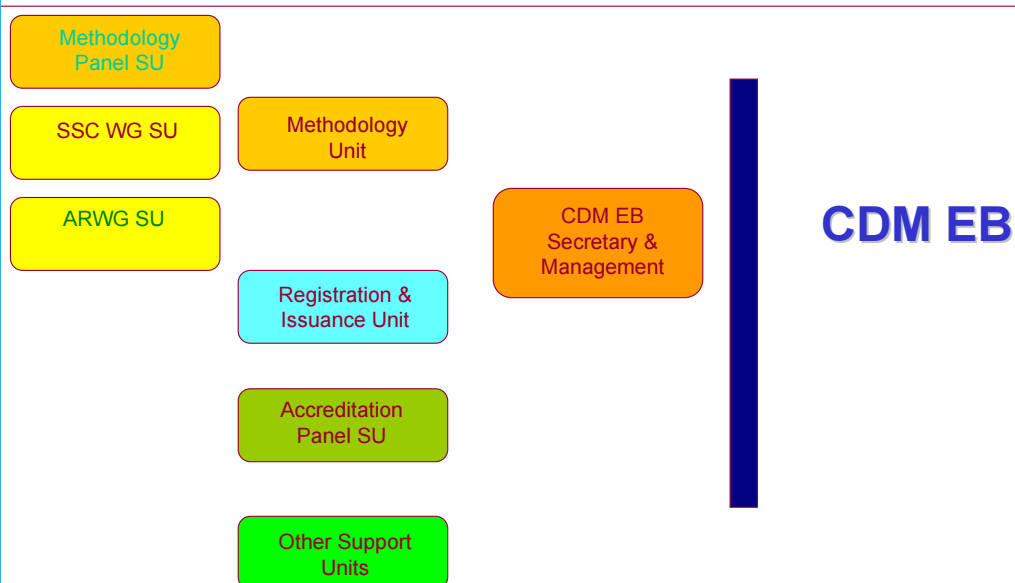 Methodology
Panel SU
SSC WG SU
ARWG SU
Methodology
Unit
Registration &
Issuance Unit
Accreditation
Panel SU
Other Support
Units
CDM EB
Secretary &
Management
CDM EB